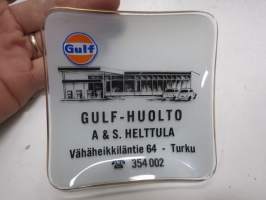 Gulf
GULF-HUOLTO
A & S. HELTTULA
Vähäheikkiläntie 64 - Turku
☎ 354 002